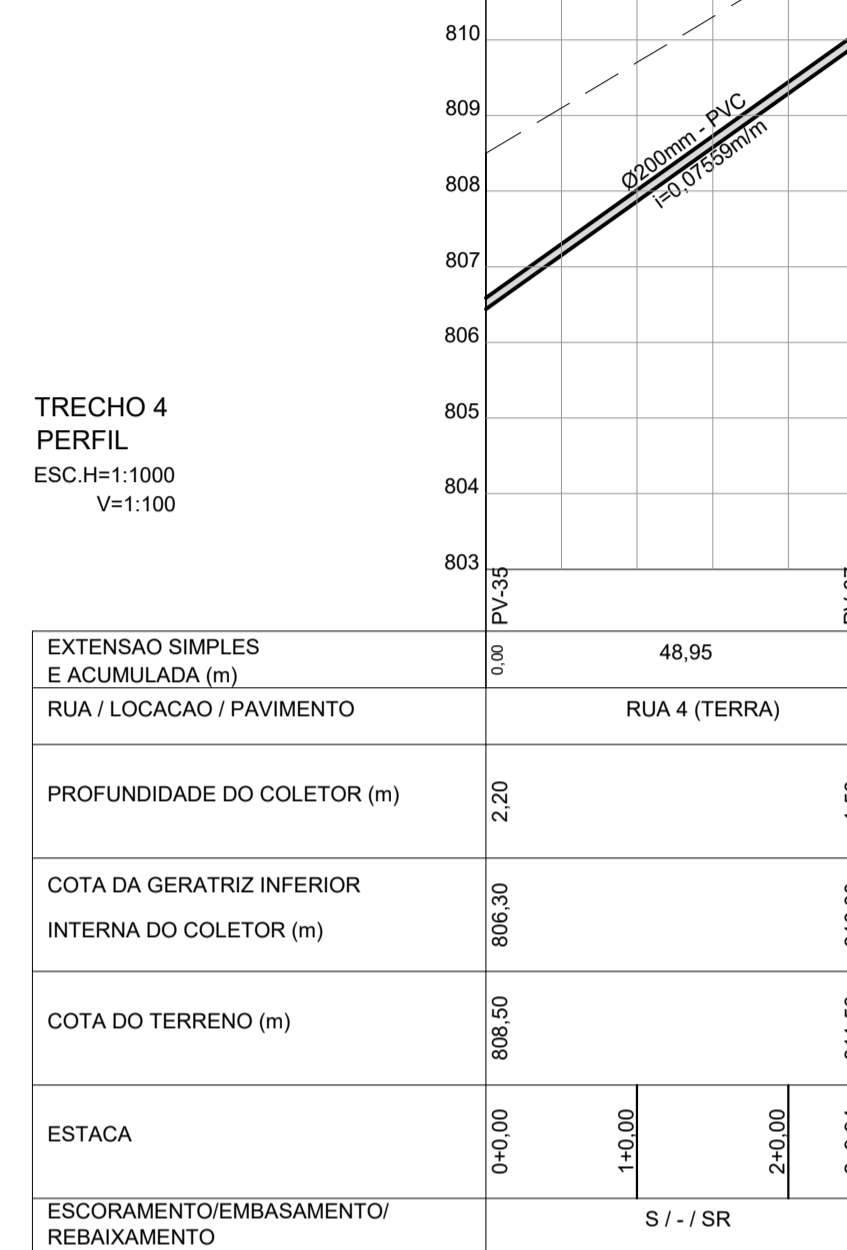 810
809
808
807
806
805
804
803
Ø200mm - PVC
i=0,07559m/m
TRECHO 4
PERFIL
ESC.H=1:1000
V=1:100
PV-35
EXTENSAO SIMPLES
E ACUMULADA (m)
0,00
48,95
RUA / LOCACAO / PAVIMENTO
RUA 4 (TERRA)
PROFUNDIDADE DO COLETOR (m)
2,20
COTA DA GERATRIZ INFERIOR
INTERNA DO COLETOR (m)
806,30
COTA DO TERRENO (m)
808,50
ESTACA
0+0,00
1+0,00
2+0,00
ESCORAMENTO/EMBASAMENTO/
REBAIXAMENTO
S / - / SR